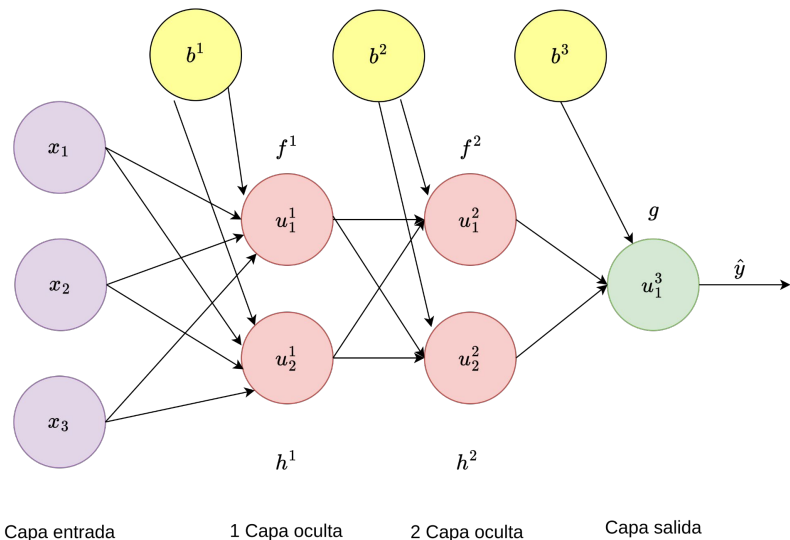 b¹
b²
b³
x₁
f¹
f²
u₁¹
u₁²
g
x₂
u₁³
ŷ
u₂¹
u₂²
x₃
h¹
h²
Capa entrada
1 Capa oculta
2 Capa oculta
Capa salida